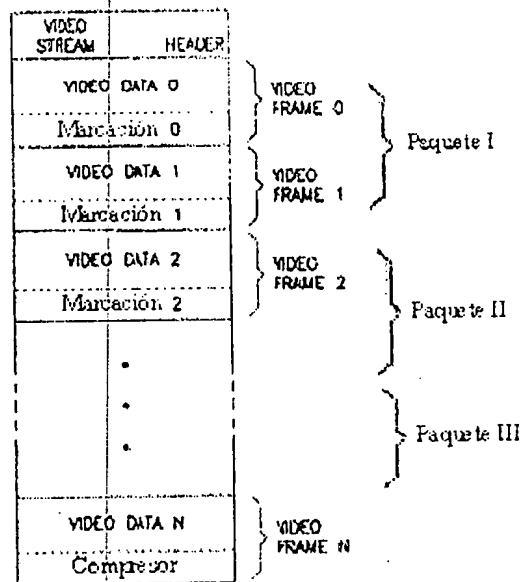 VIDEO
STREAM HEADER
VIDEO DATA 0
Marcación 0
VIDEO FRAME 0
VIDEO DATA 1
Marcación 1
VIDEO FRAME 1
Paquete I
VIDEO DATA 2
Marcación 2
VIDEO FRAME 2
Paquete II
Paquete III
VIDEO DATA N
Compresor
VIDEO FRAME N